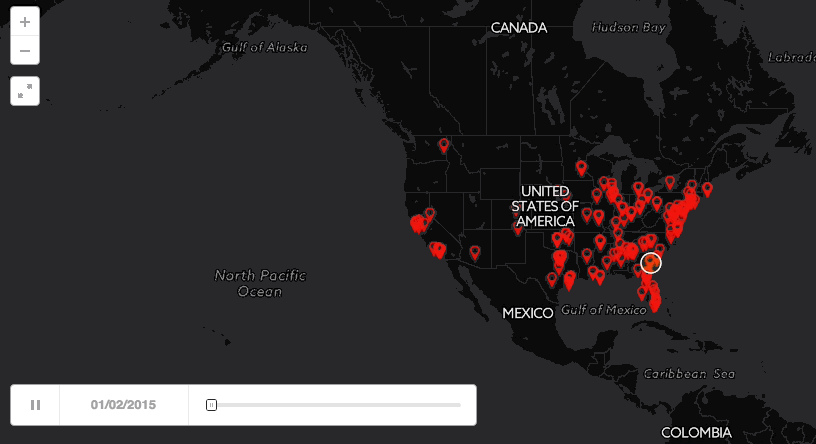 CANADA
Hudson Bay
Gulf of Alaska
UNITED
STATES OF
AMERICA
North Pacific
Ocean
MEXICO
Gulf of Mexico
Caribbean Sea
01/02/2015
COLOMBIA